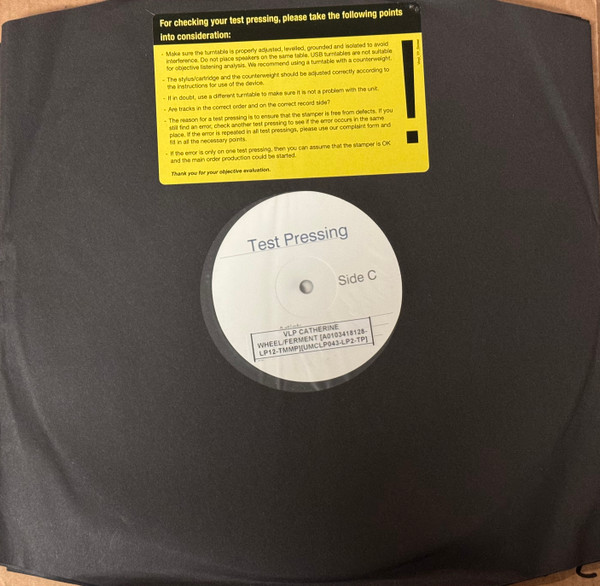 For checking your test pressing, please take the following points
into consideration:
- Make sure the turntable is properly adjusted, leveled, grounded and isolated to avoid
interference. Do not place speakers on the same table. USB turntables are not suitable
for objective listening analysis. We recommend using a turntable with a counterweight.
- The stylus/cartridge and the counterweight should be adjusted correctly according to
the instructions for use of the device.
- If in doubt, use a different turntable to make sure it is not a problem with the unit.
- Are tracks in the correct order and on the correct record side?
- The reason for a test pressing is to ensure that the stamper is free from defects. If you
still find an error, check another test pressing to see if the error occurs in the same
place. If the error is repeated in all test pressings, please use our complaint form and
fill in all the necessary points.
- If the error is only on one test pressing, then you can assume that the stamper is OK
and the main order production could be started.
Thank you for your objective evaluation.
Test Pressing
Side C
VLP CATHERINE
WHEEL/FERMENT [A0103418128-
LP12-TMMP][UMCLP043-LP2-TP]
C